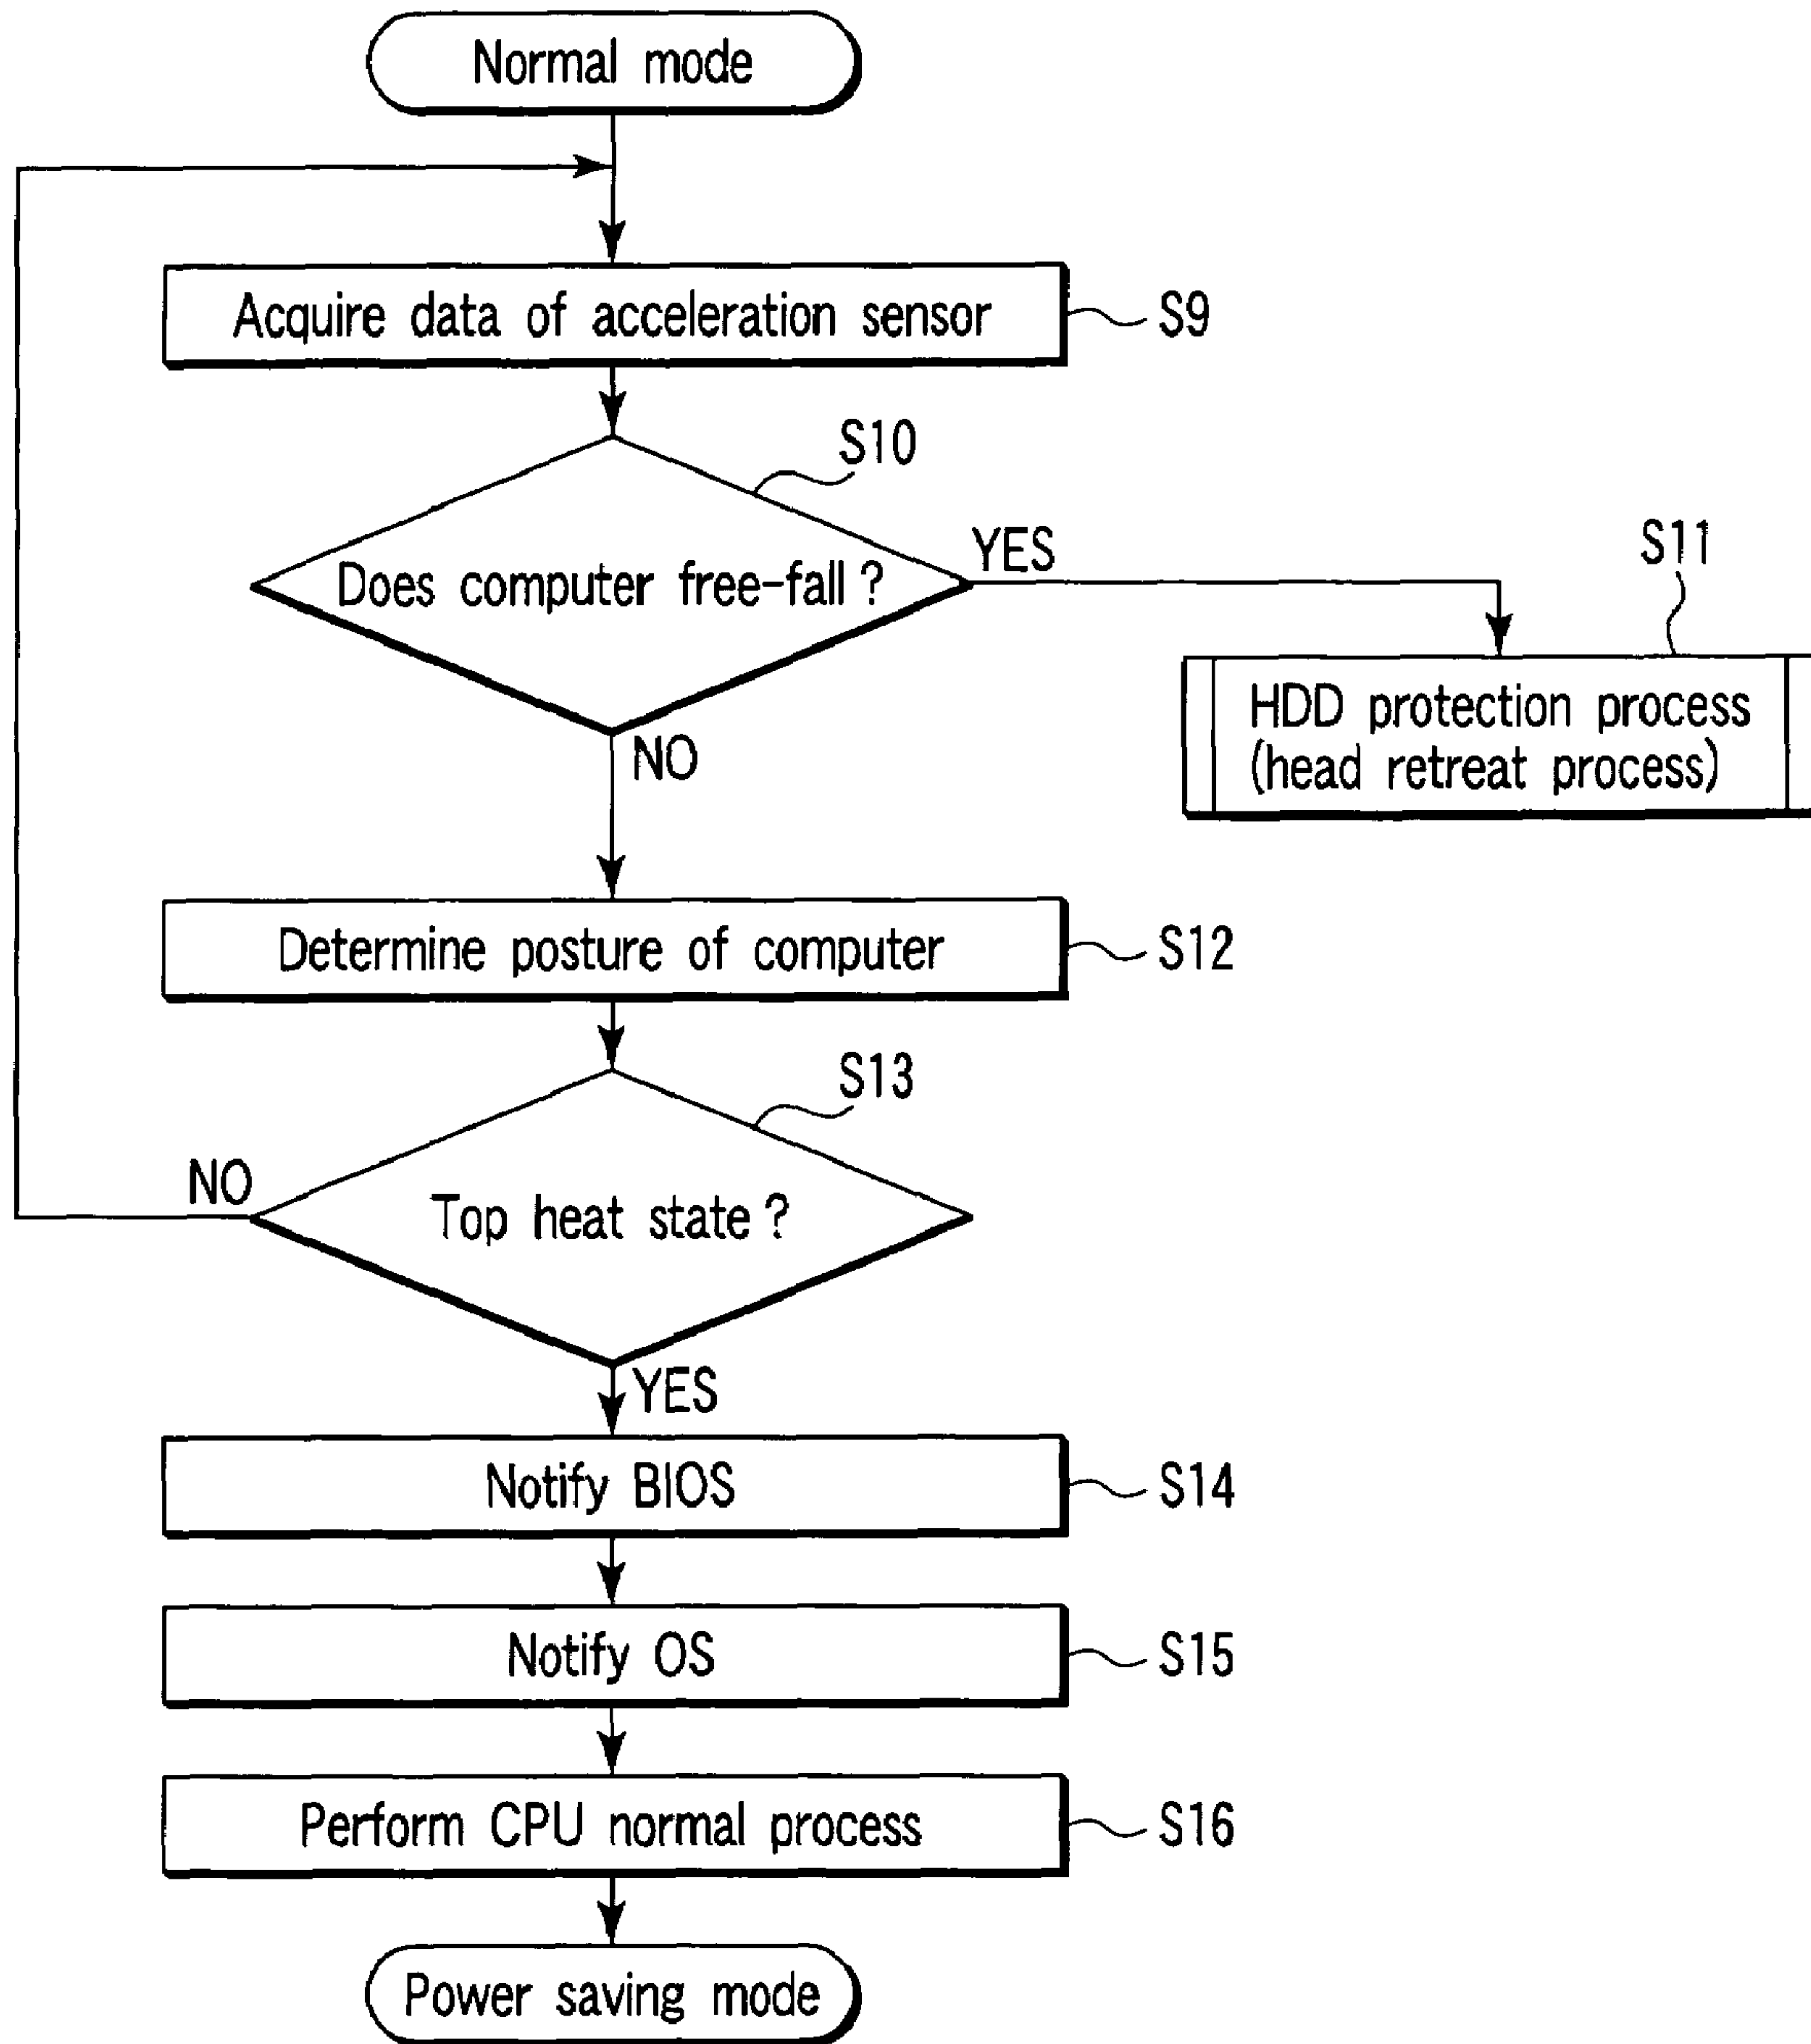 Normal mode
Acquire data of acceleration sensor
S9
S10
Does computer free-fall ?
YES
NO
S11
HDD protection process
(head retreat process)
Determine posture of computer
S12
S13
NO
Top heat state ?
YES
Notify BIOS
S14
Notify OS
S15
Perform CPU normal process
S16
Power saving mode